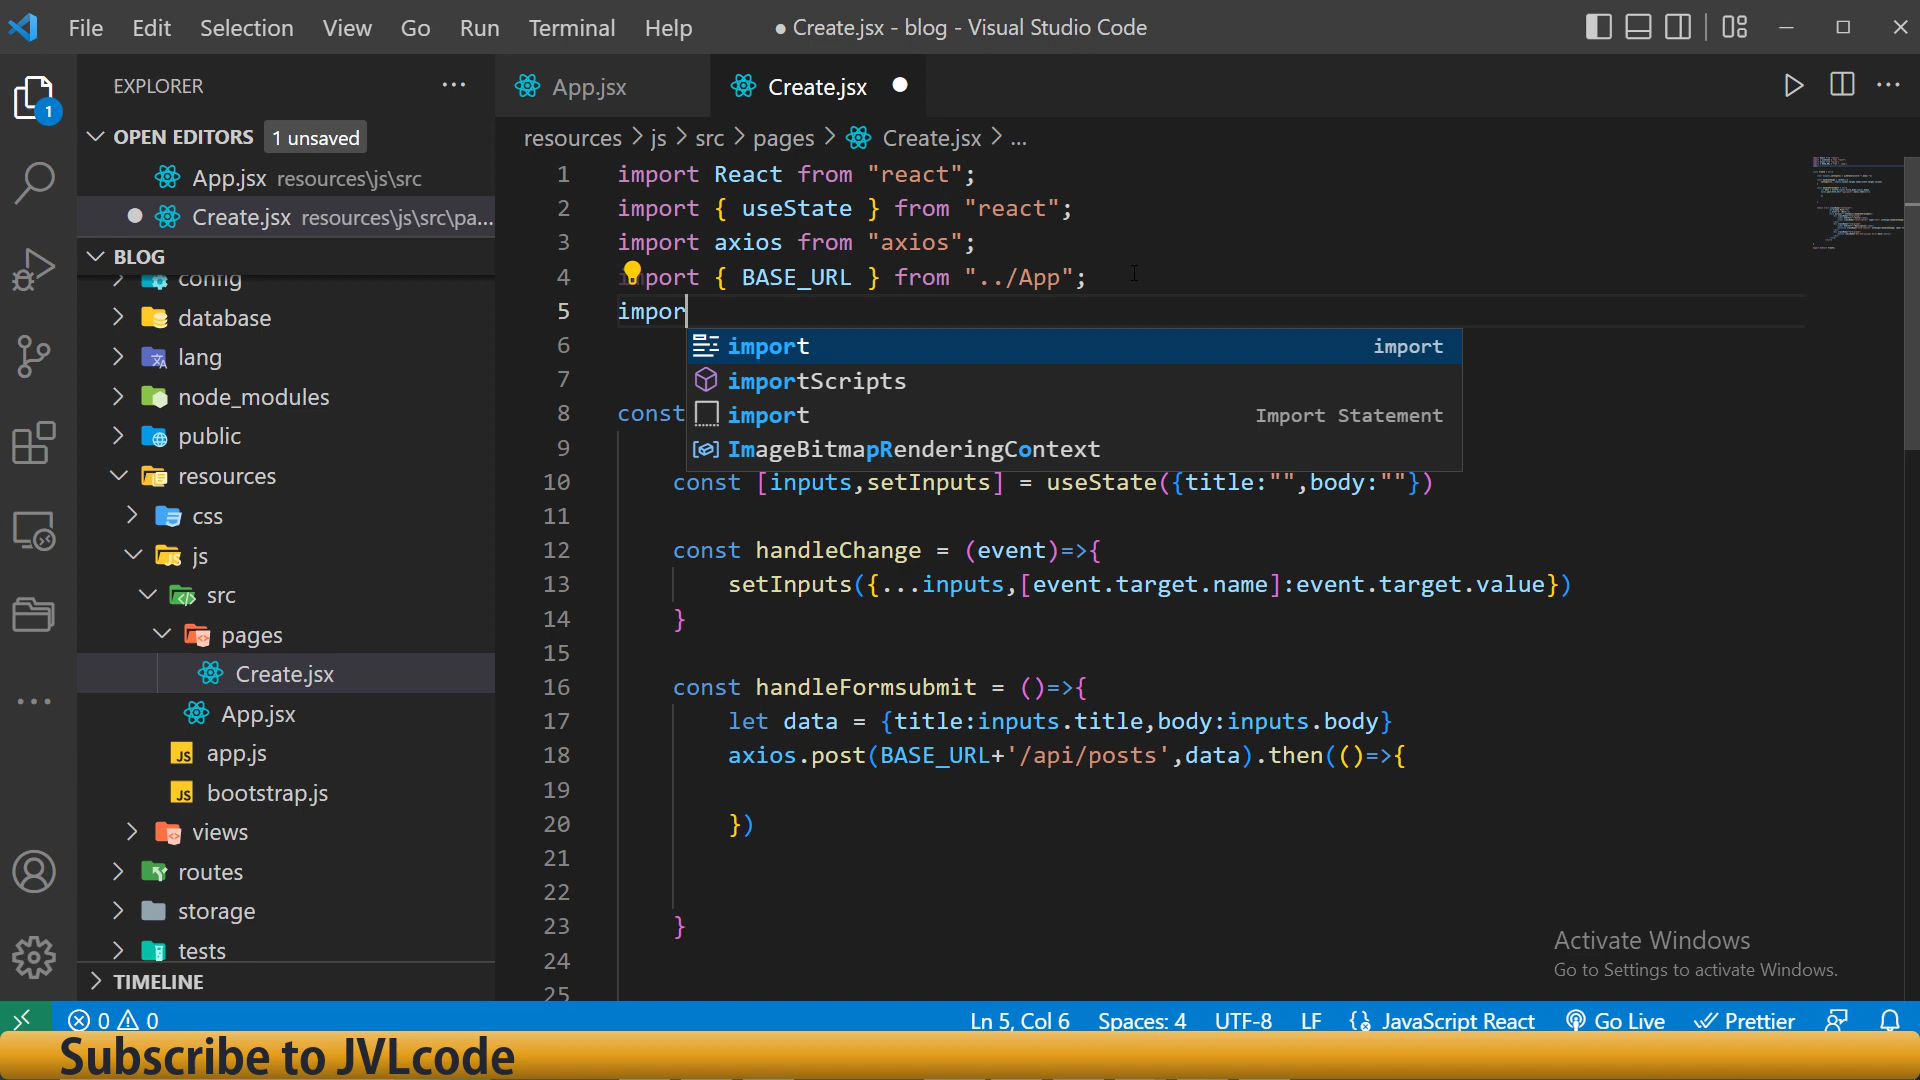 File Edit Selection View Go Run Terminal Help
● Create.jsx - blog - Visual Studio Code
EXPLORER
OPEN EDITORS 1 unsaved
App.jsx resources\js\src
Create.jsx resources\js\src\pa...
BLOG
config
database
lang
node_modules
public
resources
css
js
src
pages
Create.jsx
App.jsx
app.js
bootstrap.js
views
routes
storage
tests
TIMELINE
1
App.jsx
Create.jsx
resources > js > src > pages > Create.jsx > ...
1 import React from "react";
2 import { useState } from "react";
3 import axios from "axios";
4 import { BASE_URL } from "../App";
5 impor
import import
importScripts
import Import Statement
ImageBitmapRenderingContext
6
7
8 const
9
10 const [inputs,setInputs] = useState({title:"",body:""})
11
12 const handleChange = (event)=>{
13 setInputs({...inputs,[event.target.name]:event.target.value})
14 }
15
16 const handleFormsubmit = ()=>{
17 let data = {title:inputs.title,body:inputs.body}
18 axios.post(BASE_URL+'/api/posts',data).then(()=>{
19
20 })
21
22
23 }
24
25
Activate Windows
Go to Settings to activate Windows.
0 0
Ln 5, Col 6 Spaces: 4 UTF-8 LF JavaScript React Go Live Prettier
Subscribe to JVLcode